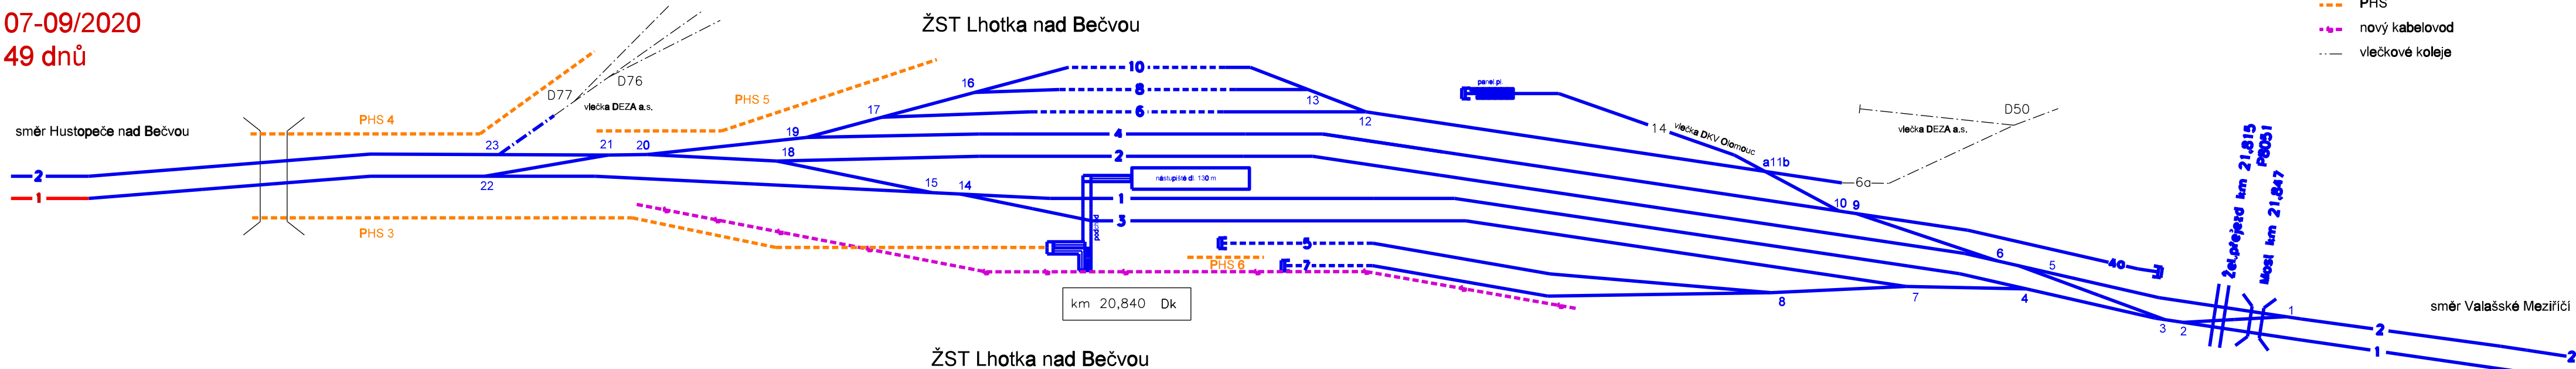 07-09/2020
49 dnů
ŽST Lhotka nad Bečvou
PHS
nový kabelovod
vlečkové koleje
D76
D77
vlečka DEZA a.s.
PHS 5
PHS 4
směr Hustopeče nad Bečvou
16
10
8
6
17
13
12
panel.pl.
14
vlečka DKV Olomouc
D50
vlečka DEZA a.s.
23
21
20
19
18
4
2
a11b
6a
2
1
22
15
14
nástupiště dl. 130 m
1
3
podchod
10
9
PHS 3
5
PHS 6
7
6
5
4a
Žel.přejezd km 21,815
Most km 21,847 P8051
km 20,840 Dk
8
7
4
3
2
1
směr Valašské Meziříčí
2
1
2
ŽST Lhotka nad Bečvou